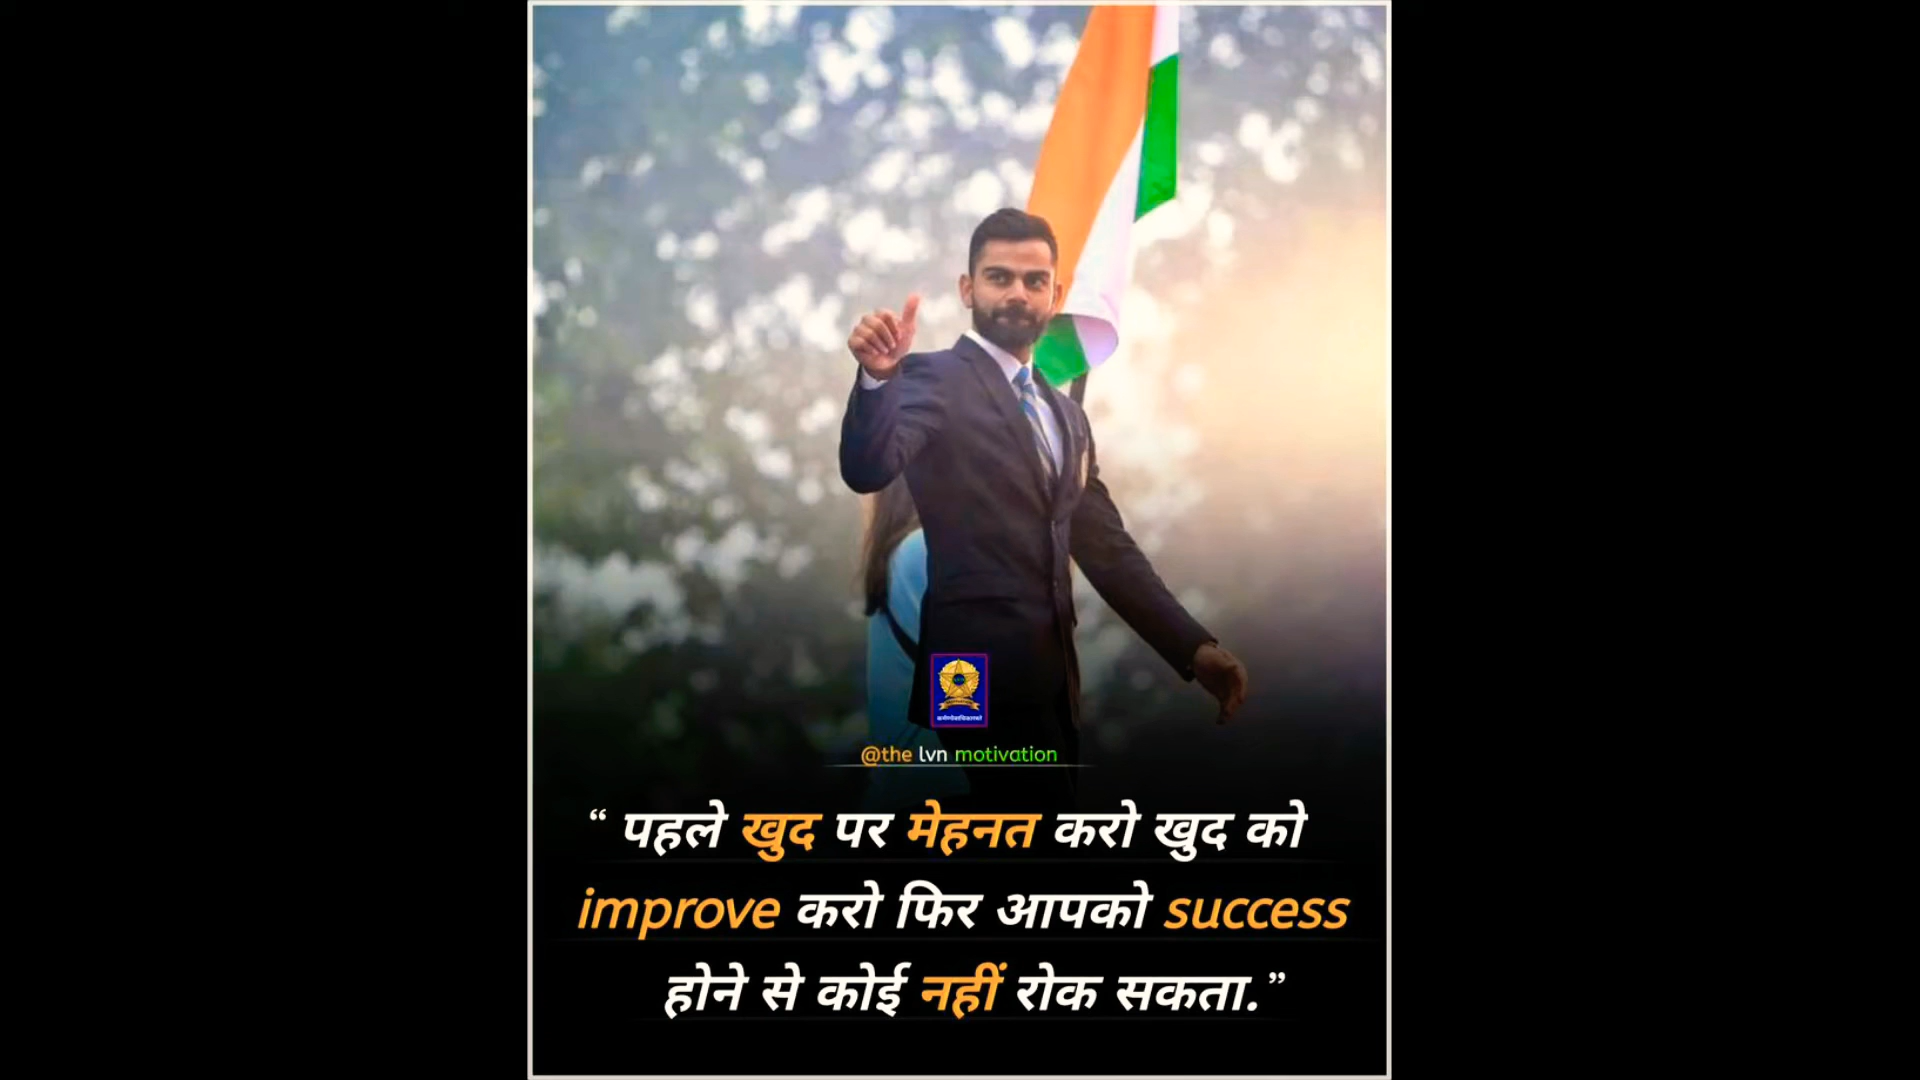 @the lvn motivation
“ पहले खुद पर मेहनत करो खुद को
improve करो फिर आपको success
होने से कोई नहीं रोक सकता.”